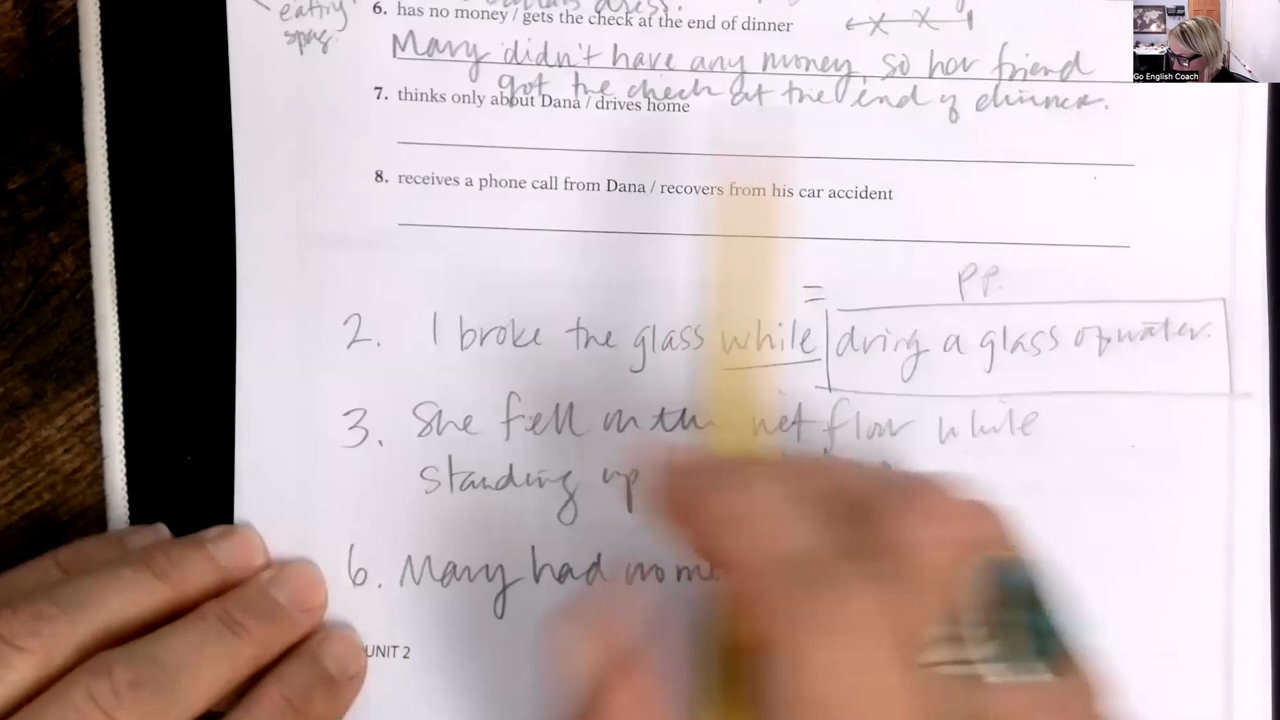 eating
spag.
6. has no money / gets the check at the end of dinner
Mary didn't have any money, so her friend
got the check at the end of dinner.
7. thinks only about Dana / drives home
8. receives a phone call from Dana / recovers from his car accident
= PP.
2. I broke the glass while dring a glass of water.
3. She fell on the wet floor while
standing up
6. Mary had no
UNIT 2
Go English Coach